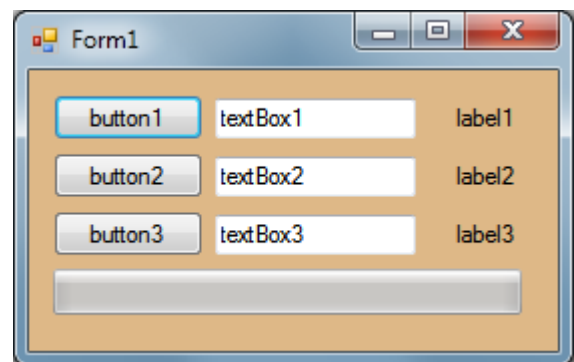 Form1
button1 textBox1 label1
button2 textBox2 label2
button3 textBox3 label3